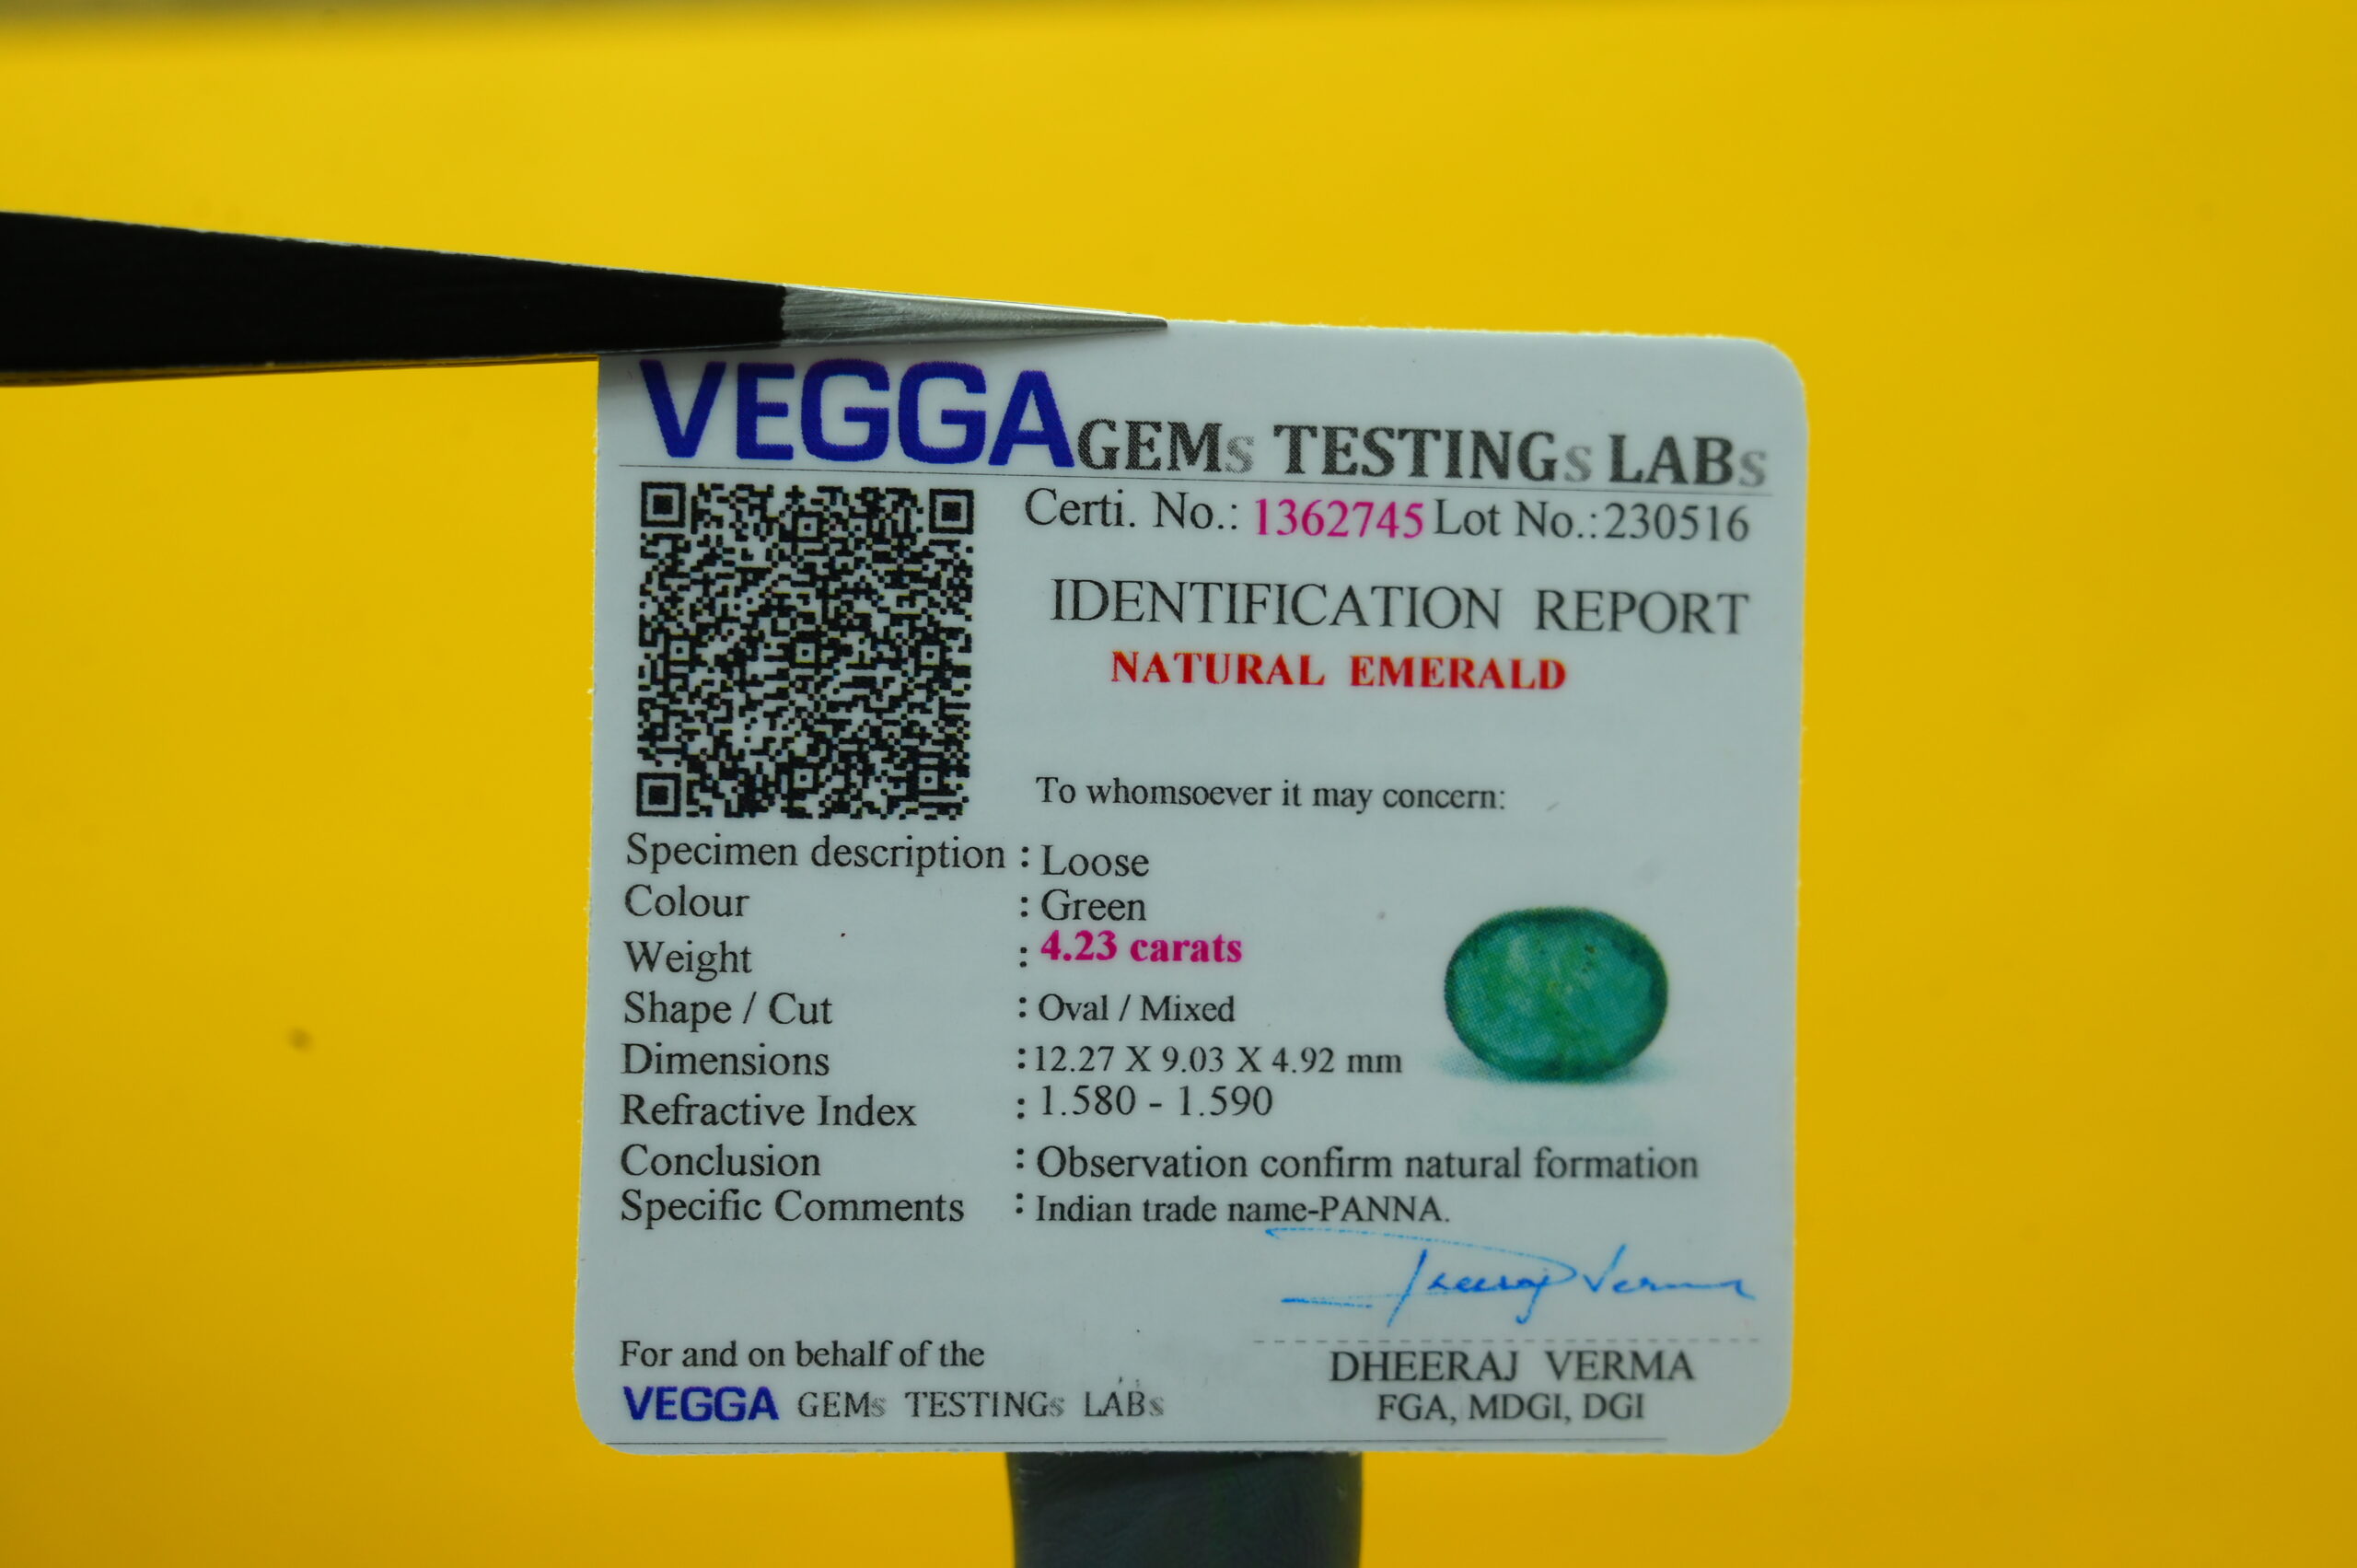 VEGGA GEMs TESTINGs LABs
Certi. No.: 1362745 Lot No.:230516
IDENTIFICATION REPORT
NATURAL EMERALD
To whomsoever it may concern:
Specimen description : Loose
Colour : Green
Weight : 4.23 carats
Shape / Cut : Oval / Mixed
Dimensions : 12.27 X 9.03 X 4.92 mm
Refractive Index : 1.580 - 1.590
Conclusion : Observation confirm natural formation
Specific Comments : Indian trade name-PANNA.
Dheeraj Verma
For and on behalf of the
VEGGA GEMs TESTINGs LABs
DHEERAJ VERMA
FGA, MDGI, DGI